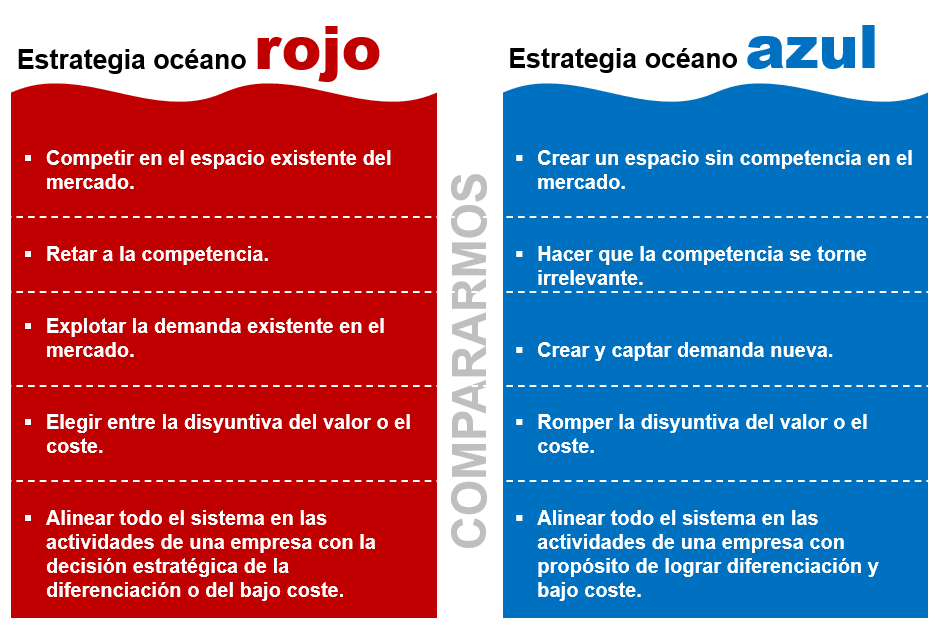 Estrategia océano rojo
▪ Competir en el espacio existente del
mercado.
▪ Retar a la competencia.
▪ Explotar la demanda existente en el
mercado.
▪ Elegir entre la disyuntiva del valor o el
coste.
▪ Alinear todo el sistema en las
actividades de una empresa con la
decisión estratégica de la
diferenciación o del bajo coste.
COMPARARMOS
Estrategia océano azul
▪ Crear un espacio sin competencia en el
mercado.
▪ Hacer que la competencia se torne
irrelevante.
▪ Crear y captar demanda nueva.
▪ Romper la disyuntiva del valor o el
coste.
▪ Alinear todo el sistema en las
actividades de una empresa con
propósito de lograr diferenciación y
bajo coste.